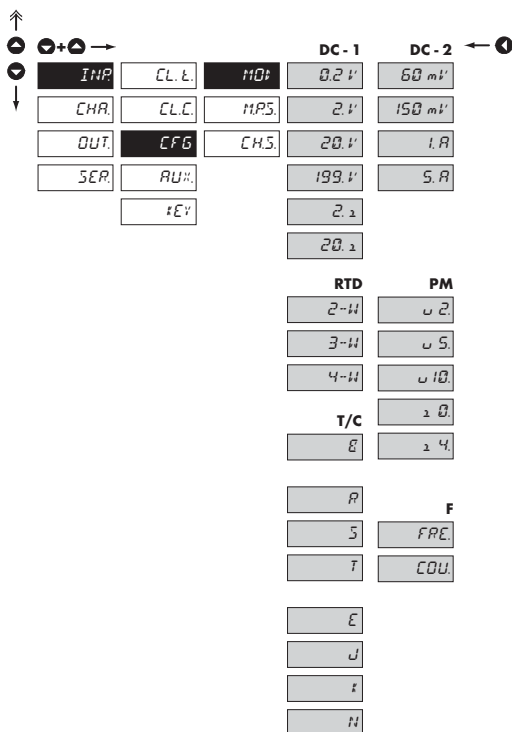 DC - 1 DC - 2
INP. CL. t. MOD 0.2 V 60 mV
CHA. CL.C. M.P.S. 2. V 150 mV
OUT. CFG CH.S. 20. V 1. A
SER. AUX. 199. V 5. A
KEY 2. ı
20. ı
RTD PM
2-W u 2.
3-W u 5.
4-W u 10.
T/C ı 0.
B ı 4.
R F
S FRE.
T COU.
E
J
K
N